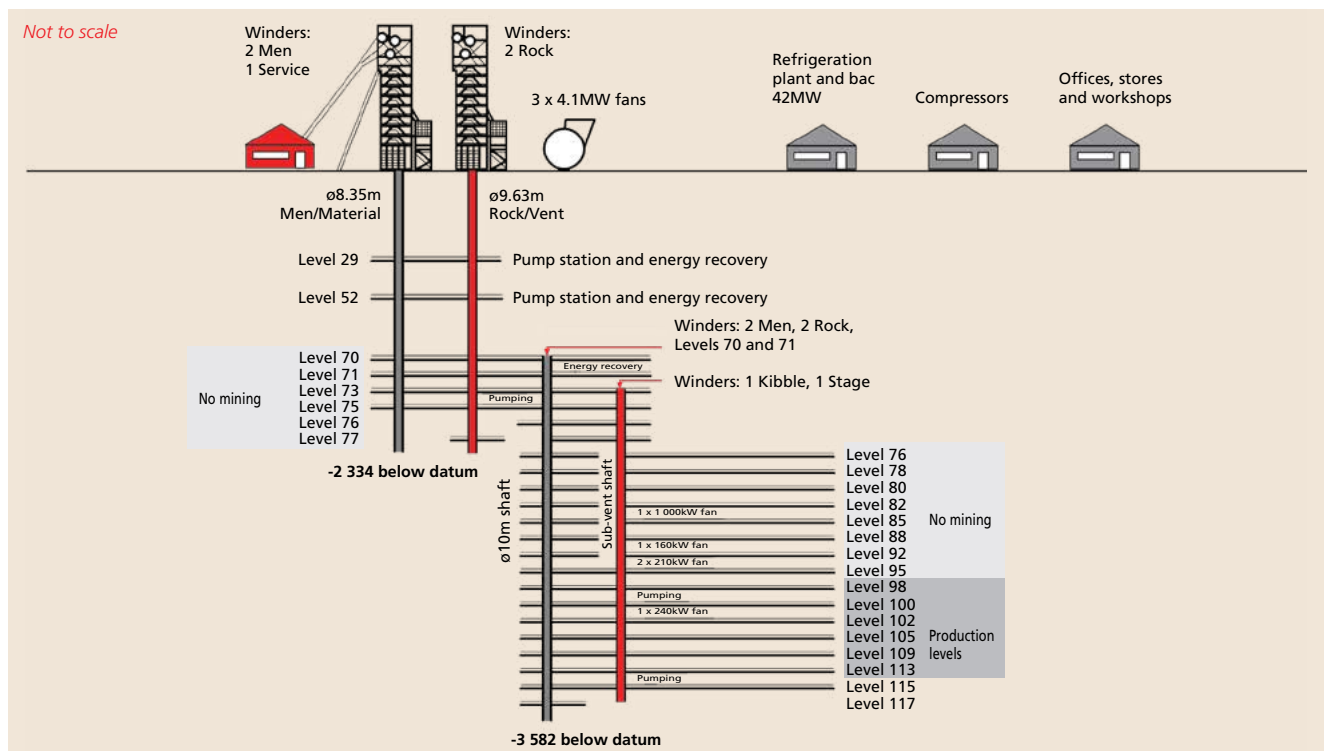 Not to scale
Winders:
2 Men
1 Service
Winders:
2 Rock
3 x 4.1MW fans
Refrigeration
plant and bac
42MW
Compressors
Offices, stores
and workshops
ø8.35m
Men/Material
ø9.63m
Rock/Vent
Level 29
Pump station and energy recovery
Level 52
Pump station and energy recovery
Winders: 2 Men, 2 Rock,
Levels 70 and 71
Winders: 1 Kibble, 1 Stage
No mining
Level 70
Level 71
Level 73
Level 75
Level 76
Level 77
Energy recovery
Pumping
-2 334 below datum
ø10m shaft
Sub-vent shaft
1 x 1 000kW fan
1 x 160kW fan
2 x 210kW fan
Pumping
1 x 240kW fan
Pumping
Level 76
Level 78
Level 80
Level 82
Level 85
Level 88
Level 92
Level 95
No mining
Level 98
Level 100
Level 102
Level 105
Level 109
Level 113
Production
levels
Level 115
Level 117
-3 582 below datum